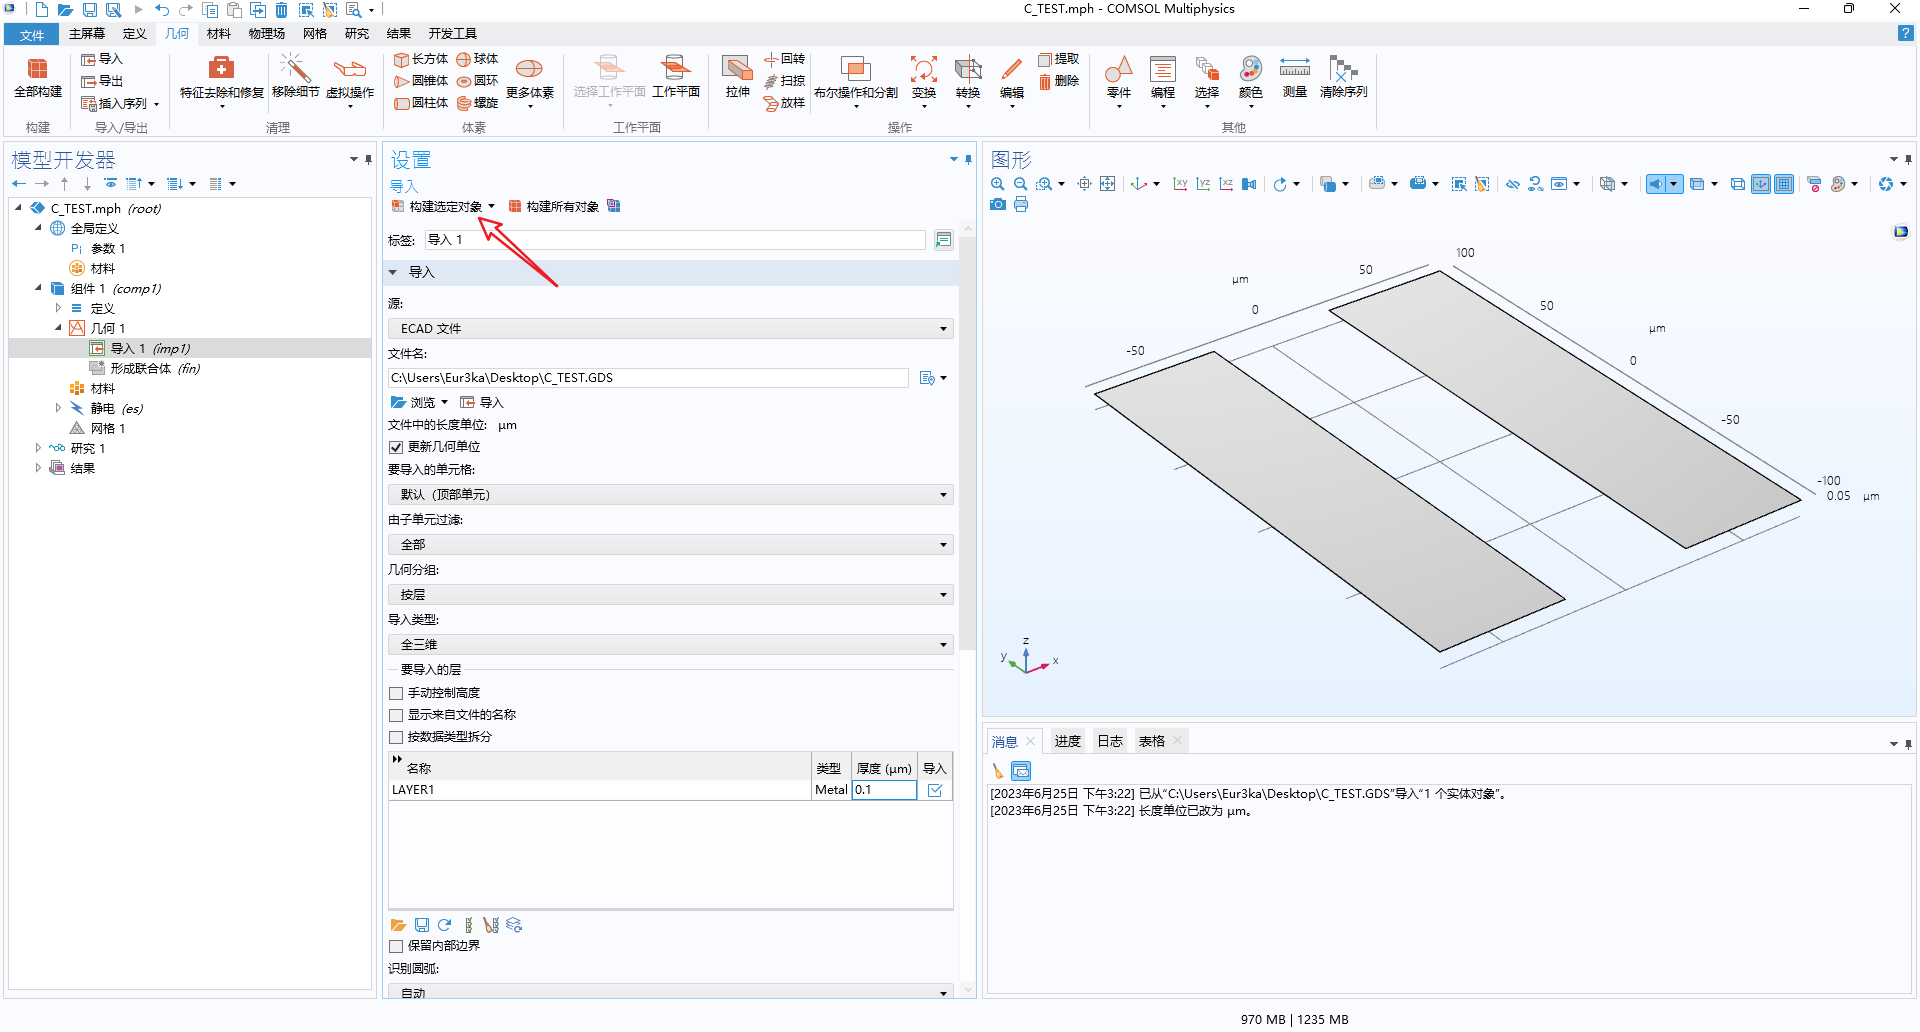 C_TEST.mph - COMSOL Multiphysics
文件 主屏幕 定义 几何 材料 物理场 网格 研究 结果 开发工具
全部构建
构建
导入
导出
插入序列
导入/导出
特征去除和修复
移除细节
虚拟操作
清理
长方体
圆锥体
圆柱体
球体
圆环
螺旋
更多体素
体素
选择工作平面
工作平面
工作平面
拉伸
回转
扫掠
放样
布尔操作和分割
变换
转换
编辑
提取
删除
操作
零件
编程
选择
颜色
测量
清除序列
其他
模型开发器
C_TEST.mph (root)
全局定义
Pi 参数 1
材料
组件 1 (comp1)
定义
几何 1
导入 1 (imp1)
形成联合体 (fin)
材料
静电 (es)
网格 1
研究 1
结果
设置
导入
构建选定对象
构建所有对象
标签: 导入 1
导入
源:
ECAD 文件
文件名:
C:\Users\Eur3ka\Desktop\C_TEST.GDS
浏览 导入
文件中的长度单位: μm
更新几何单位
要导入的单元格:
默认（顶部单元）
由子单元过滤:
全部
几何分组:
按层
导入类型:
全三维
要导入的层
手动控制高度
显示来自文件的名称
按数据类型拆分
名称 类型 厚度 (μm) 导入
LAYER1 Metal 0.1
保留内部边界
识别圆弧:
自动
图形
xy yz xz
100
50
μm
0
-50
50
μm
0
-50
-100
0.05 μm
z
y
x
消息 进度 日志 表格
[2023年6月25日 下午3:22] 已从“C:\Users\Eur3ka\Desktop\C_TEST.GDS”导入“1 个实体对象”。
[2023年6月25日 下午3:22] 长度单位已改为 μm。
970 MB | 1235 MB